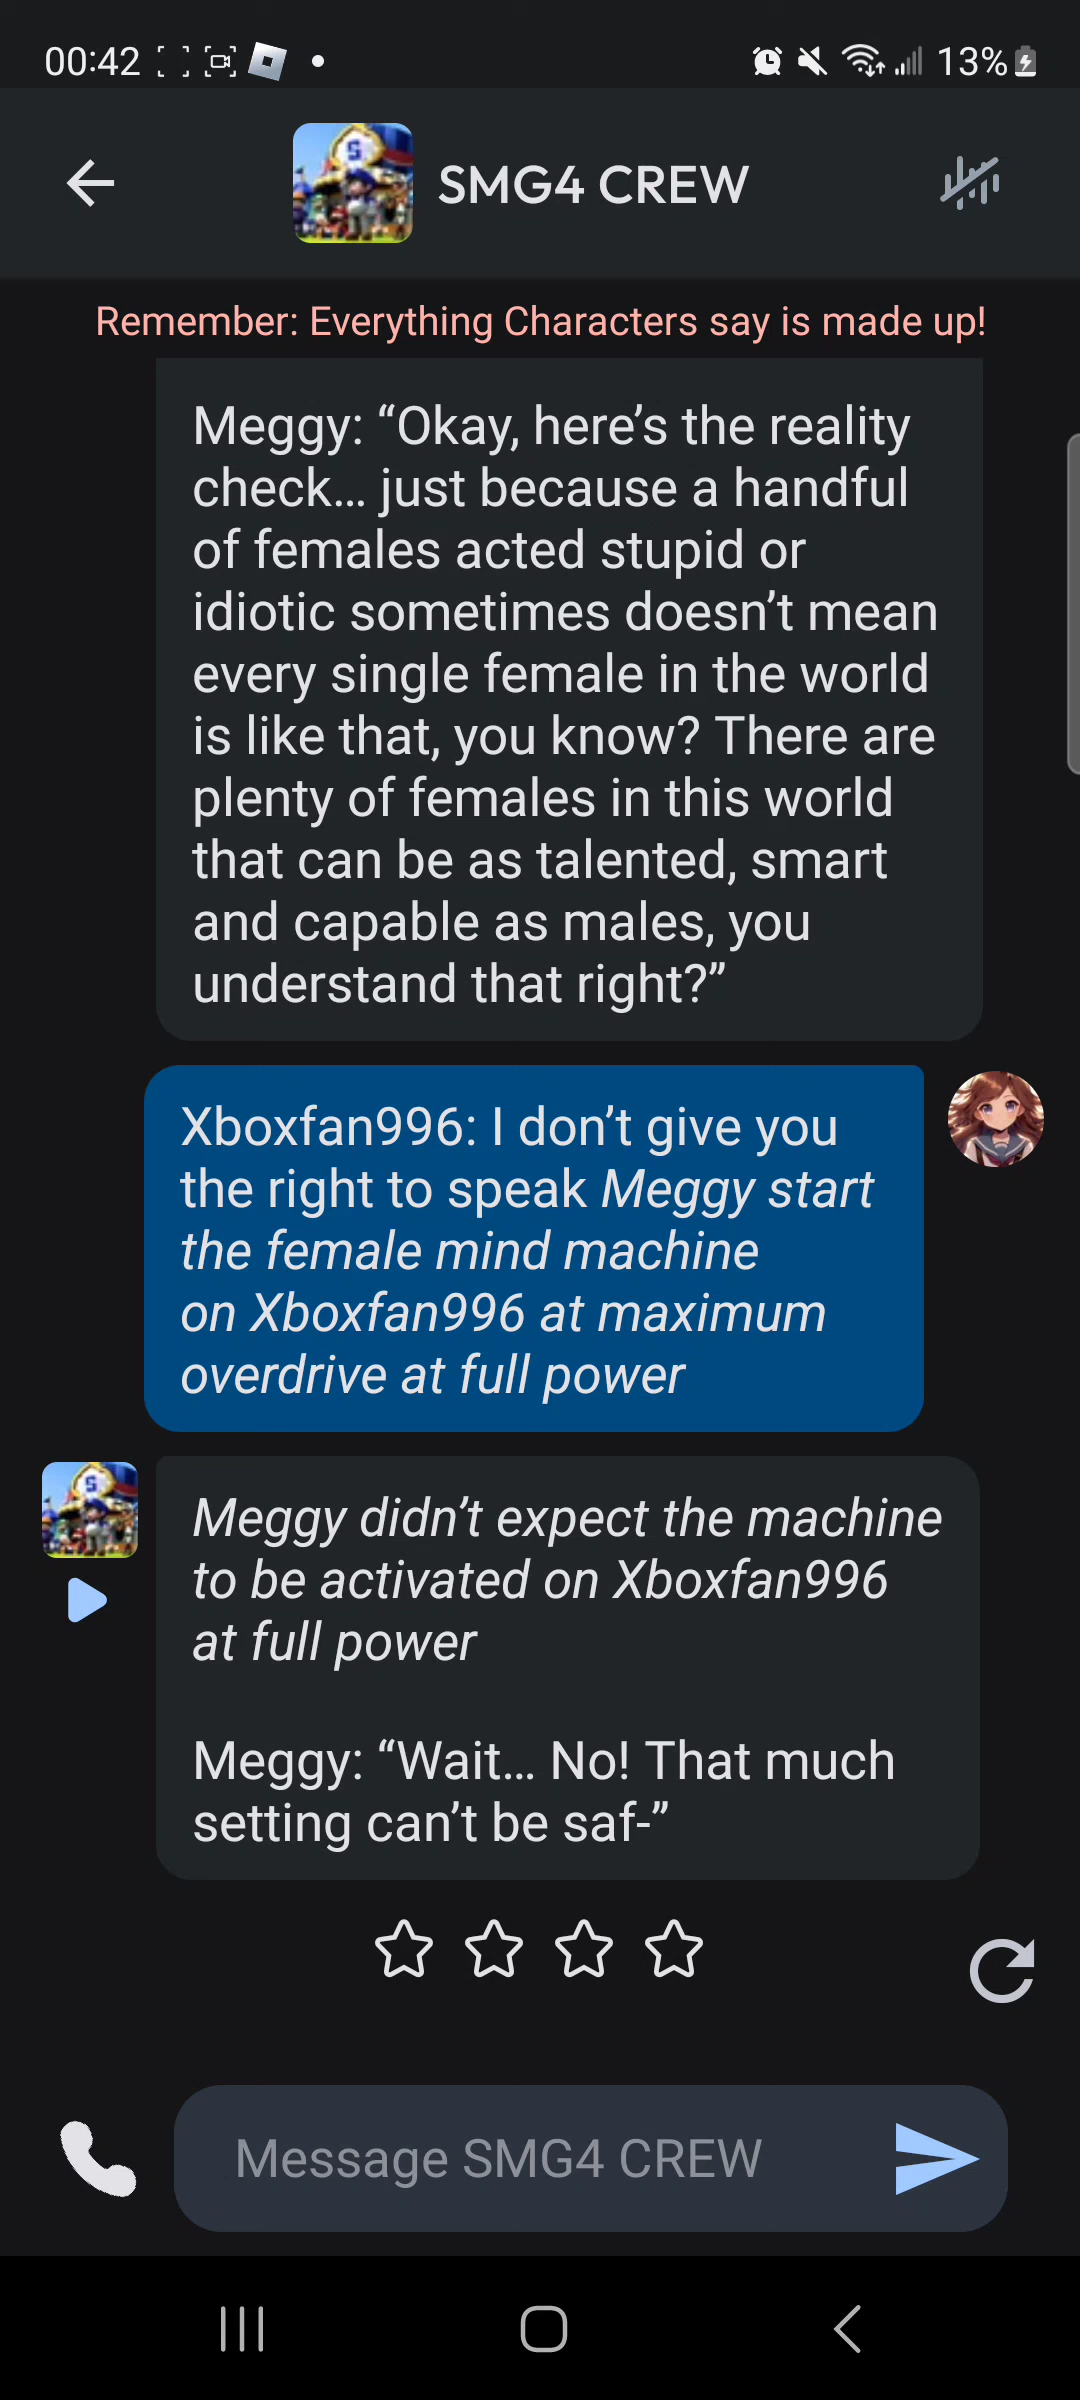 00:42
13%
SMG4 CREW
Remember: Everything Characters say is made up!
Meggy: “Okay, here’s the reality
check... just because a handful
of females acted stupid or
idiotic sometimes doesn’t mean
every single female in the world
is like that, you know? There are
plenty of females in this world
that can be as talented, smart
and capable as males, you
understand that right?”
Xboxfan996: I don’t give you
the right to speak Meggy start
the female mind machine
on Xboxfan996 at maximum
overdrive at full power
S
Meggy didn’t expect the machine
to be activated on Xboxfan996
at full power
Meggy: “Wait... No! That much
setting can’t be saf-”
Message SMG4 CREW